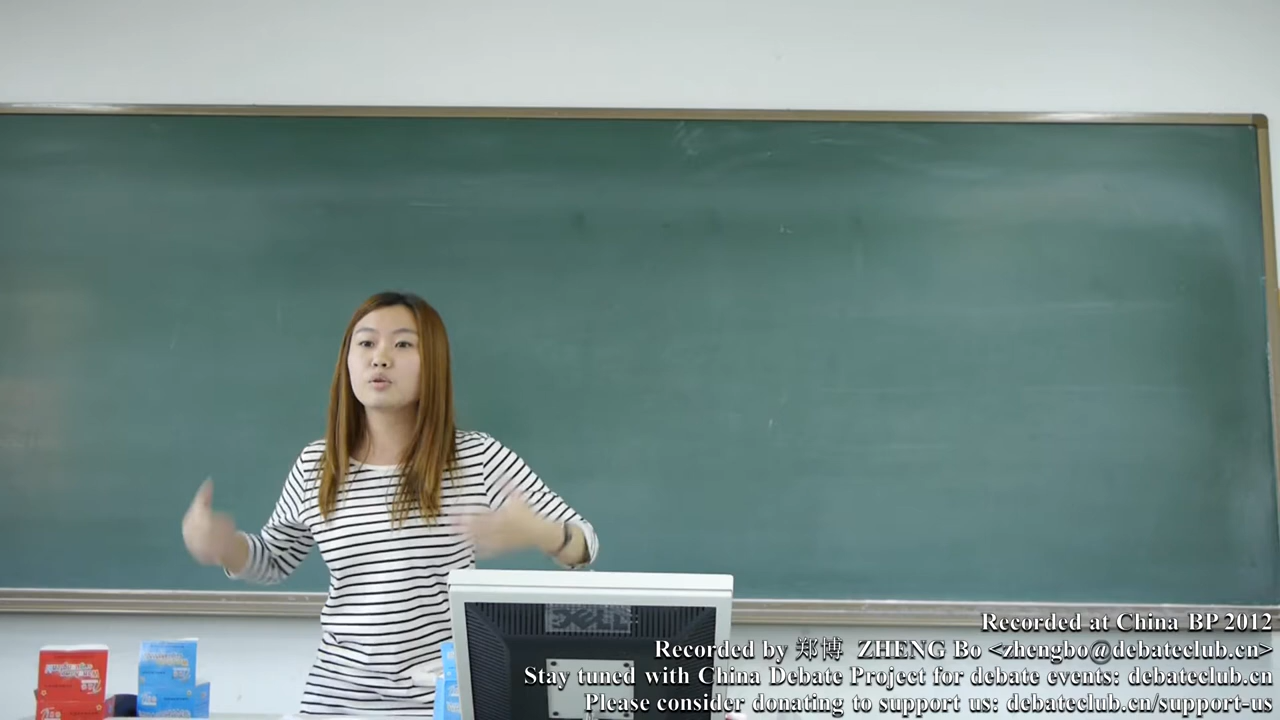 Recorded at China BP 2012
Recorded by 郑博 ZHENG Bo <zhengbo@debateclub.cn>
Stay tuned with China Debate Project for debate events: debateclub.cn
Please consider donating to support us: debateclub.cn/support-us